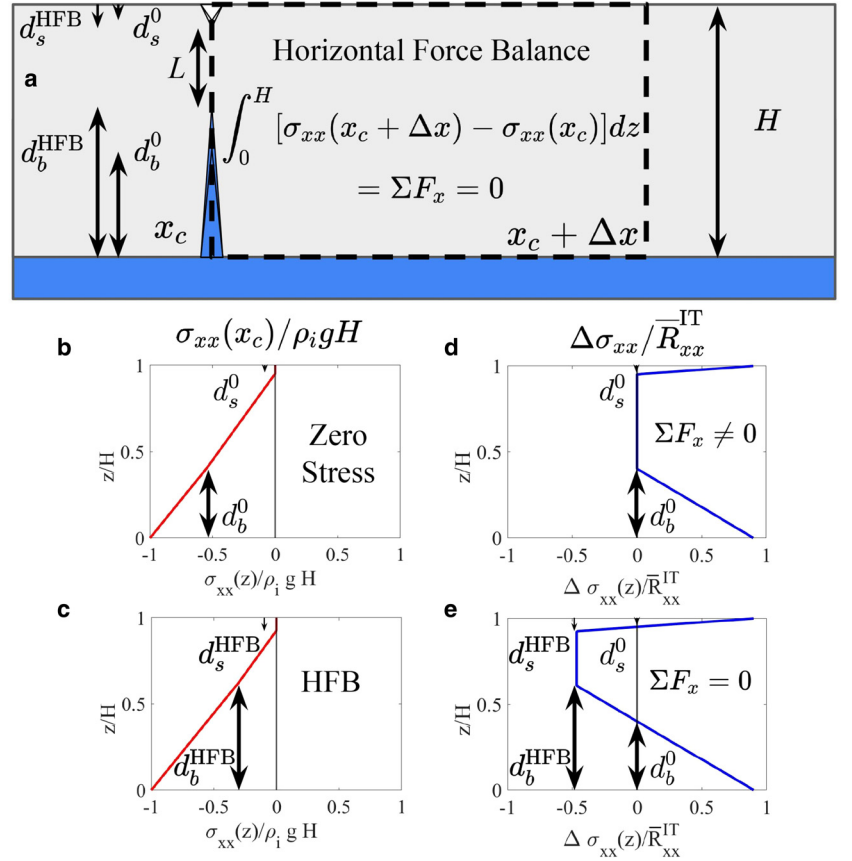 d_s^HFB d_s^0
a
L
Horizontal Force Balance
∫_0^H [σ_xx(x_c + Δx) − σ_xx(x_c)]dz
= ΣF_x = 0
d_b^HFB d_b^0
H
x_c
x_c + Δx
σ_xx(x_c)/ρ_i gH
b
1
0.5
0
z/H
d_s^0
Zero
Stress
d_b^0
-1 -0.5 0 0.5 1
σ_xx(z)/ρ_i g H
c
1
0.5
0
z/H
d_s^HFB
HFB
d_b^HFB
-1 -0.5 0 0.5 1
σ_xx(z)/ρ_i g H
Δσ_xx/R̅_xx^IT
d
1
0.5
0
z/H
d_s^0
ΣF_x ≠ 0
d_b^0
-1 -0.5 0 0.5 1
Δ σ_xx(z)/R̅_xx^IT
e
1
0.5
0
z/H
d_s^HFB d_s^0
ΣF_x = 0
d_b^HFB d_b^0
-1 -0.5 0 0.5 1
Δ σ_xx(z)/R̅_xx^IT